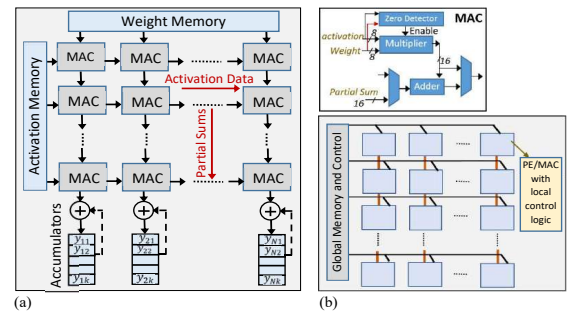 Weight Memory
Activation Memory
MAC MAC MAC
Activation Data
MAC MAC MAC
Partial Sums
MAC MAC MAC
Accumulators
y11 y21 yN1
y12 y22 yN2
y1k y2k yNk
(a)
MAC
Zero Detector
Enable
activation 8
Multiplier
Weight 8
16
Adder
Partial Sum
16
Global Memory and Control
PE/MAC
with
local
control
logic
(b)